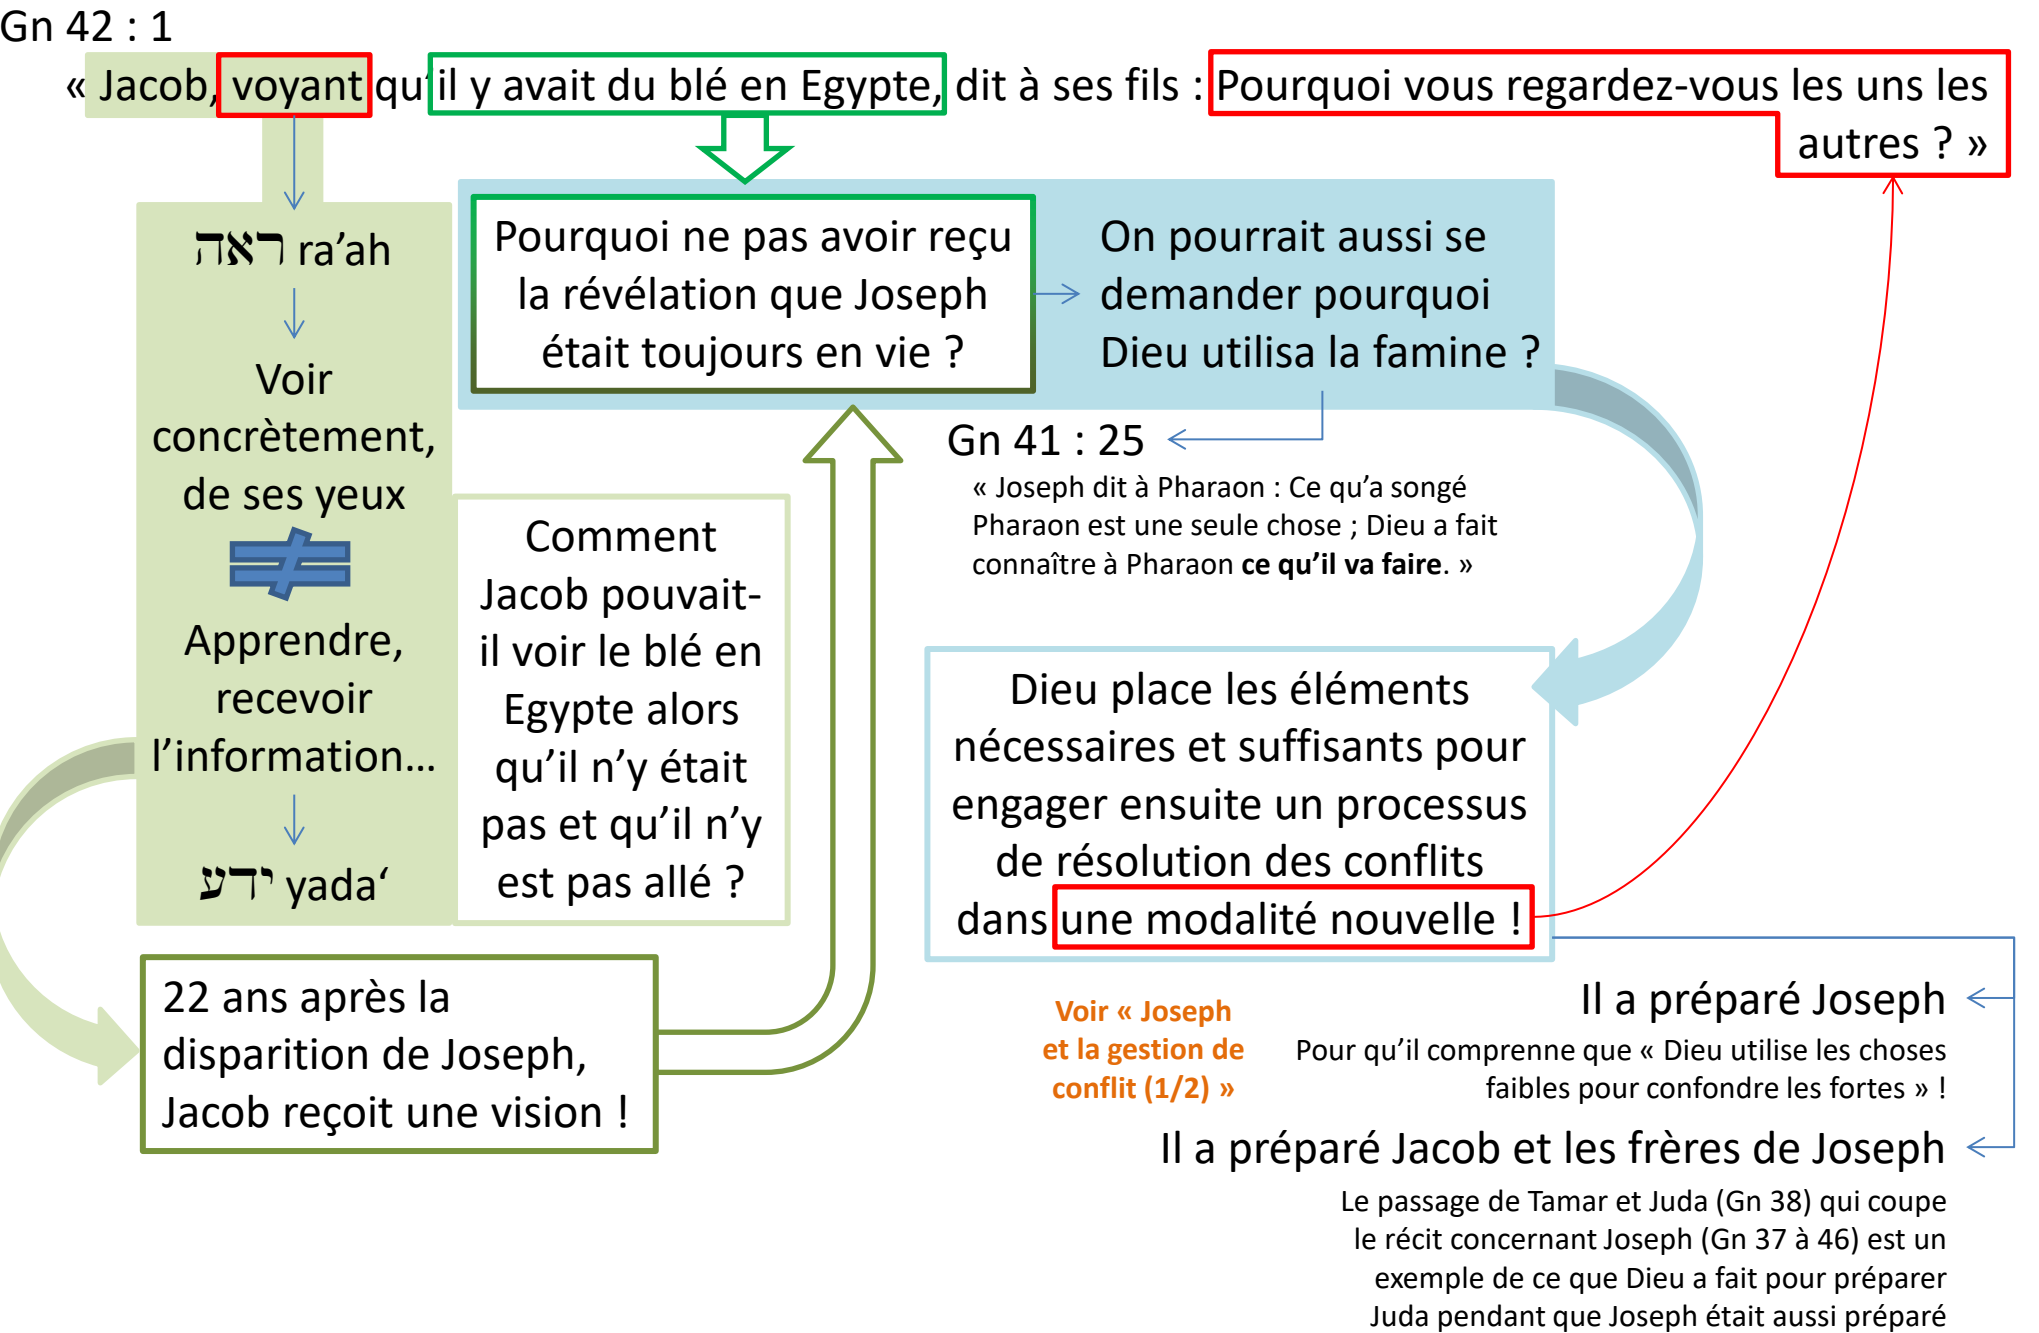 Gn 42 : 1
« Jacob, voyant qu’il y avait du blé en Egypte, dit à ses fils : Pourquoi vous regardez-vous les uns les
autres ? »
ראה ra’ah
Voir
concrètement,
de ses yeux
≠
Apprendre,
recevoir
l’information…
ידע yada‘
Comment
Jacob pouvait-
il voir le blé en
Egypte alors
qu’il n’y était
pas et qu’il n’y
est pas allé ?
22 ans après la
disparition de Joseph,
Jacob reçoit une vision !
Pourquoi ne pas avoir reçu
la révélation que Joseph
était toujours en vie ?
On pourrait aussi se
demander pourquoi
Dieu utilisa la famine ?
Gn 41 : 25
« Joseph dit à Pharaon : Ce qu’a songé
Pharaon est une seule chose ; Dieu a fait
connaître à Pharaon ce qu’il va faire. »
Dieu place les éléments
nécessaires et suffisants pour
engager ensuite un processus
de résolution des conflits
dans une modalité nouvelle !
Voir « Joseph
et la gestion de
conflit (1/2) »
Il a préparé Joseph
Pour qu’il comprenne que « Dieu utilise les choses
faibles pour confondre les fortes » !
Il a préparé Jacob et les frères de Joseph
Le passage de Tamar et Juda (Gn 38) qui coupe
le récit concernant Joseph (Gn 37 à 46) est un
exemple de ce que Dieu a fait pour préparer
Juda pendant que Joseph était aussi préparé